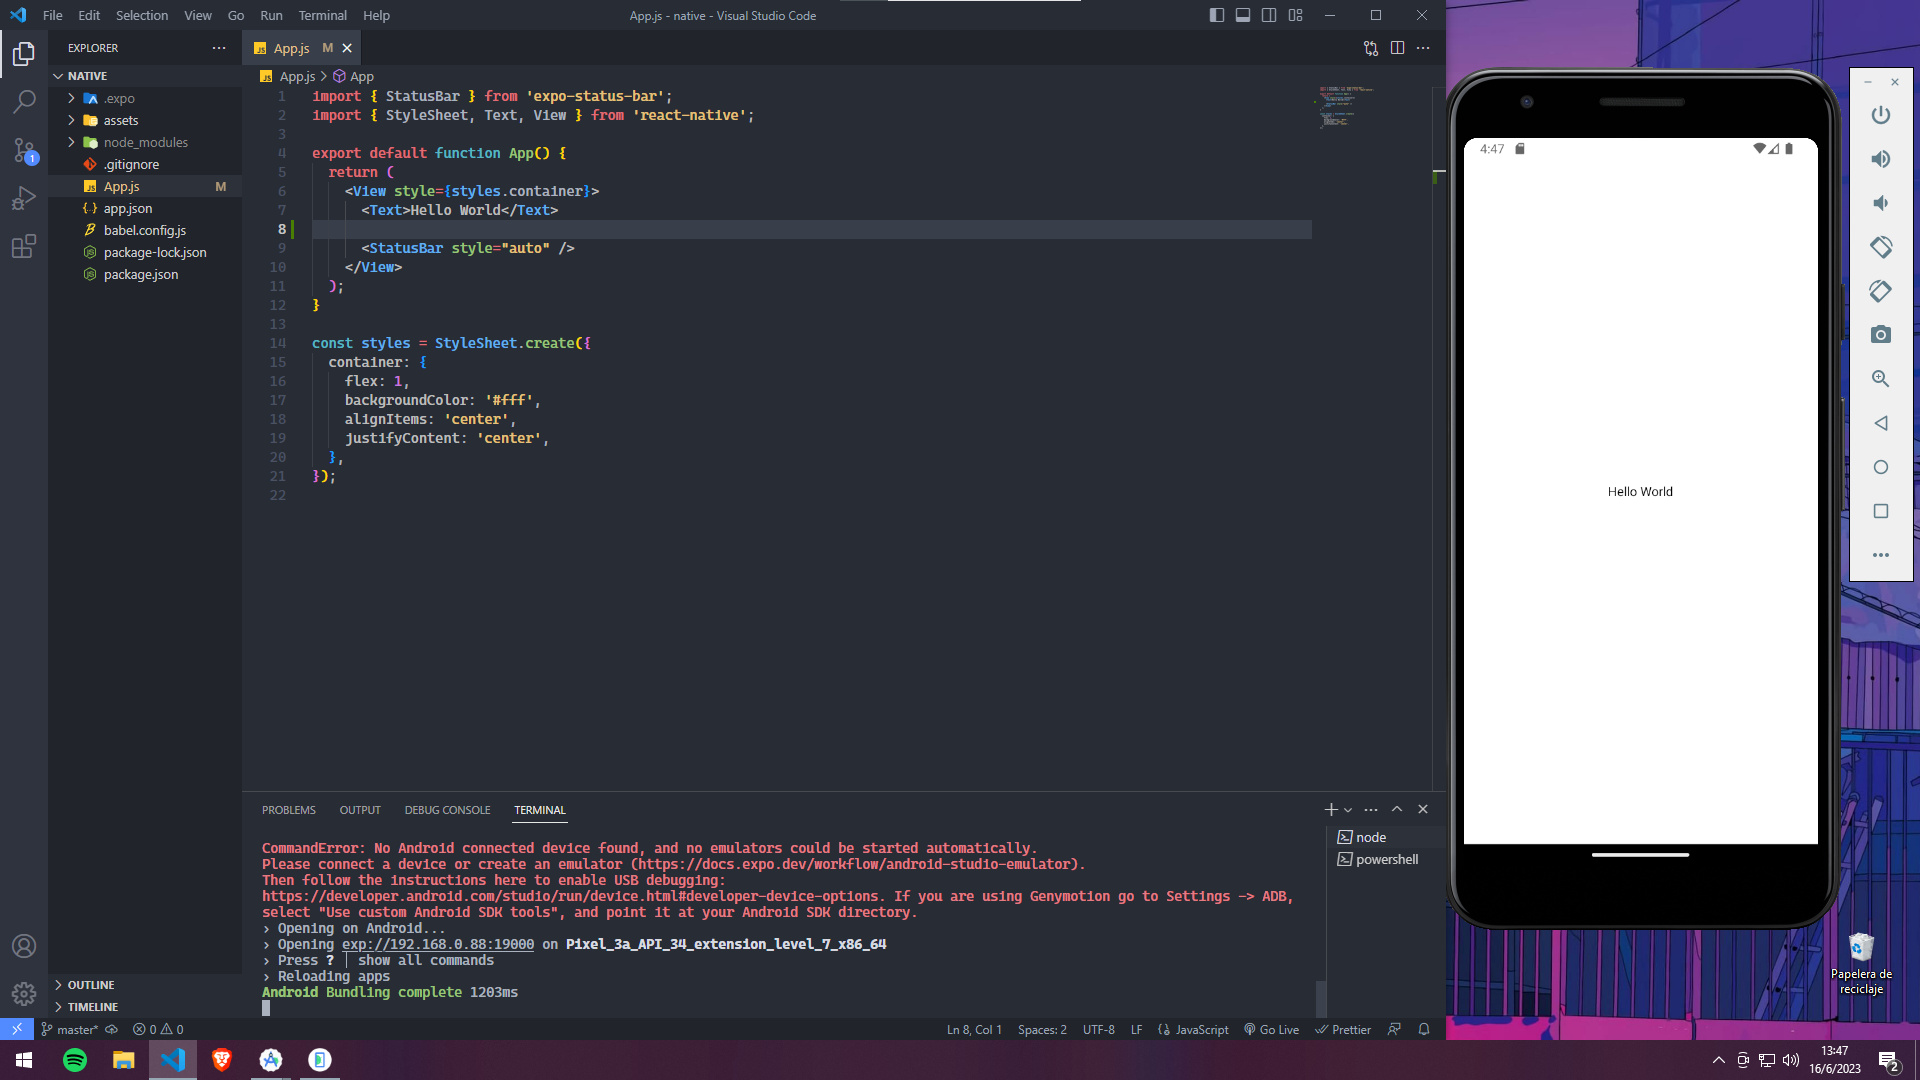 File Edit Selection View Go Run Terminal Help
App.js - native - Visual Studio Code
EXPLORER
NATIVE
.expo
assets
node_modules
.gitignore
App.js M
app.json
babel.config.js
package-lock.json
package.json
OUTLINE
TIMELINE
App.js M
App.js > App
1 import { StatusBar } from 'expo-status-bar';
2 import { StyleSheet, Text, View } from 'react-native';
3
4 export default function App() {
5 return (
6 <View style={styles.container}>
7 <Text>Hello World</Text>
8
9 <StatusBar style="auto" />
10 </View>
11 );
12 }
13
14 const styles = StyleSheet.create({
15 container: {
16 flex: 1,
17 backgroundColor: '#fff',
18 alignItems: 'center',
19 justifyContent: 'center',
20 },
21 });
22
PROBLEMS OUTPUT DEBUG CONSOLE TERMINAL
CommandError: No Android connected device found, and no emulators could be started automatically.
Please connect a device or create an emulator (https://docs.expo.dev/workflow/android-studio-emulator).
Then follow the instructions here to enable USB debugging:
https://developer.android.com/studio/run/device.html#developer-device-options. If you are using Genymotion go to Settings -> ADB,
select "Use custom Android SDK tools", and point it at your Android SDK directory.
› Opening on Android...
› Opening exp://192.168.0.88:19000 on Pixel_3a_API_34_extension_level_7_x86_64
› Press ? │ show all commands
› Reloading apps
Android Bundling complete 1203ms
node
powershell
1
master* 0 0
Ln 8, Col 1 Spaces: 2 UTF-8 LF JavaScript Go Live Prettier
4:47
Hello World
Papelera de
reciclaje
13:47
16/6/2023
2